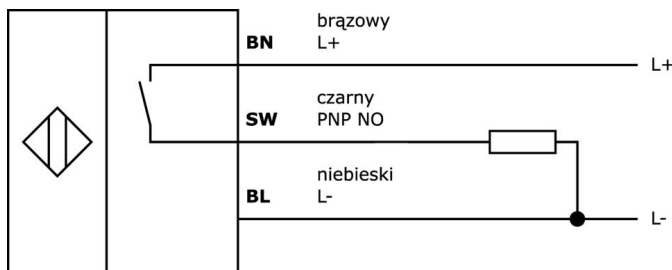 brązowy
BN L+
L+
czarny
SW PNP NO
niebieski
BL L-
L-